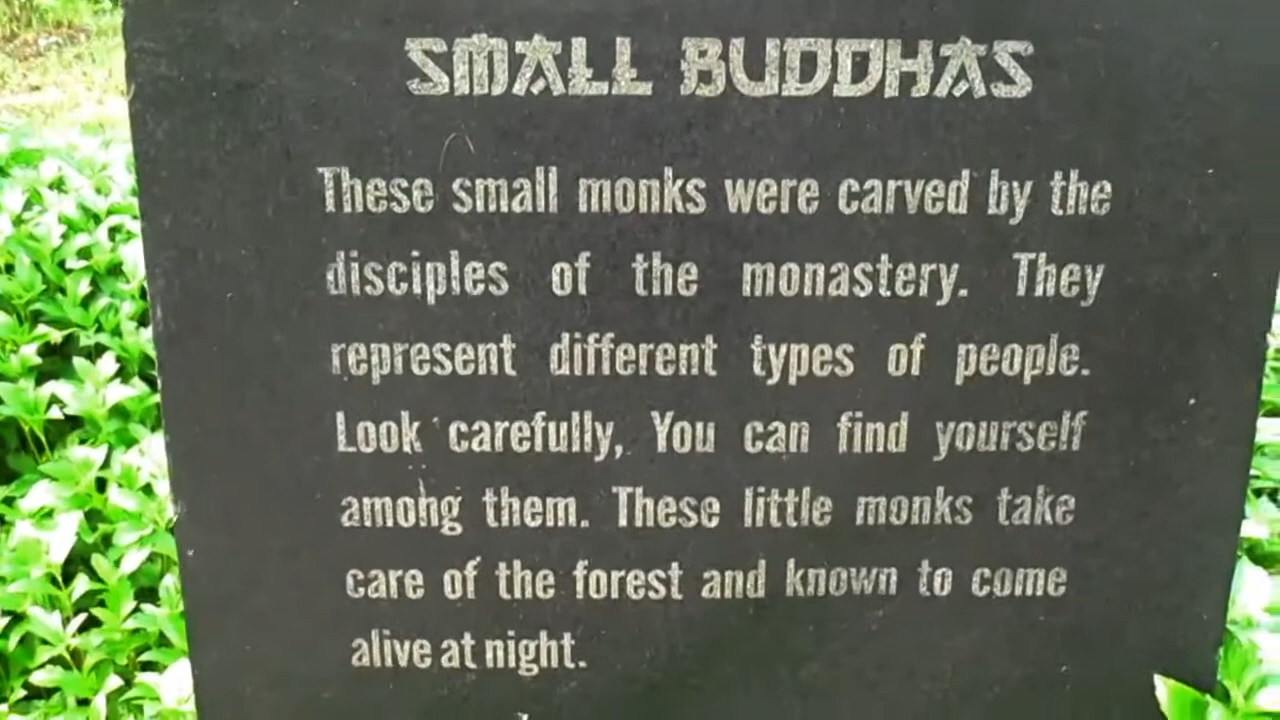 SMALL BUDDHAS
These small monks were carved by the
disciples of the monastery. They
represent different types of people.
Look carefully, You can find yourself
among them. These little monks take
care of the forest and known to come
alive at night.